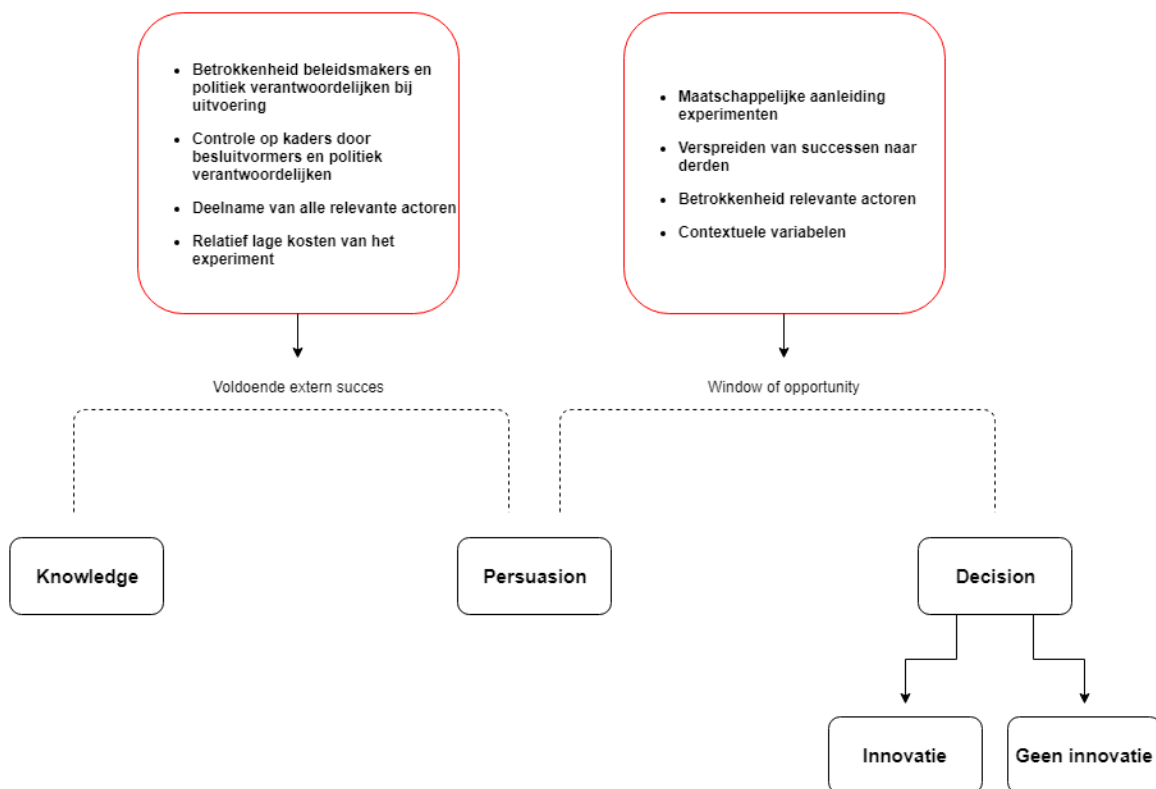 • Betrokkenheid beleidsmakers en
politiek verantwoordelijken bij
uitvoering
• Controle op kaders door
besluitvormers en politiek
verantwoordelijken
• Deelname van alle relevante actoren
• Relatief lage kosten van het
experiment
• Maatschappelijke aanleiding
experimenten
• Verspreiden van successen naar
derden
• Betrokkenheid relevante actoren
• Contextuele variabelen
Voldoende extern succes
Window of opportunity
Knowledge
Persuasion
Decision
Innovatie
Geen innovatie